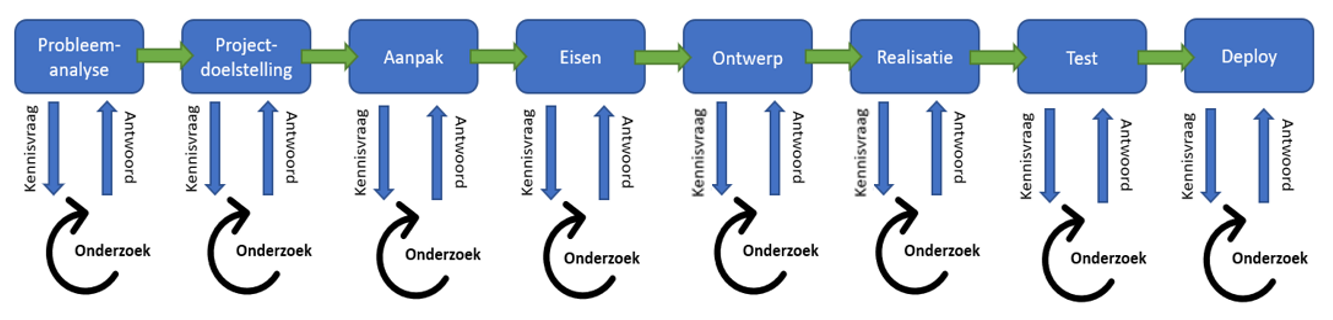 Probleem-
analyse
Project-
doelstelling
Aanpak
Eisen
Ontwerp
Realisatie
Test
Deploy
Kennisvraag
Antwoord
Kennisvraag
Antwoord
Kennisvraag
Antwoord
Kennisvraag
Antwoord
Kennisvraag
Antwoord
Kennisvraag
Antwoord
Kennisvraag
Antwoord
Kennisvraag
Antwoord
Onderzoek
Onderzoek
Onderzoek
Onderzoek
Onderzoek
Onderzoek
Onderzoek
Onderzoek